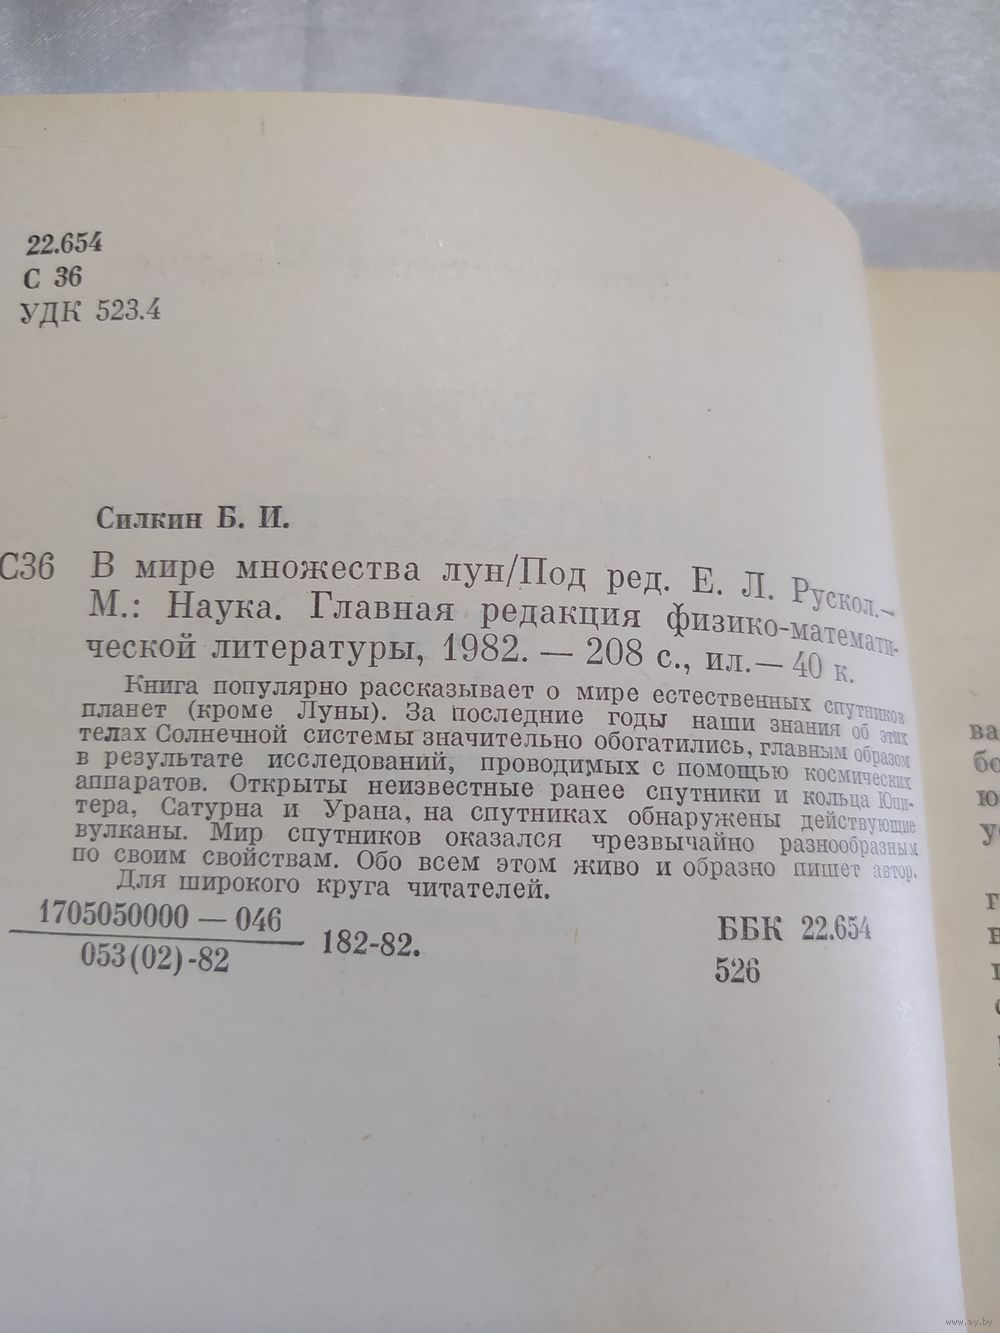 22.654
С 36
УДК 523.4
Силкин Б. И.
С36 В мире множества лун/Под ред. Е. Л. Рускол.—
М.: Наука. Главная редакция физико-математи-
ческой литературы, 1982. — 208 с., ил.— 40 к.
Книга популярно рассказывает о мире естественных спутников
планет (кроме Луны). За последние годы наши знания об этих
телах Солнечной системы значительно обогатились, главным образом
в результате исследований, проводимых с помощью космических
аппаратов. Открыты неизвестные ранее спутники и кольца Юпи-
тера, Сатурна и Урана, на спутниках обнаружены действующие
вулканы. Мир спутников оказался чрезвычайно разнообразным
по своим свойствам. Обо всем этом живо и образно пишет автор.
Для широкого круга читателей.
1705050000 — 046
053(02)-82
182-82.
ББК 22.654
526
www.ay.by